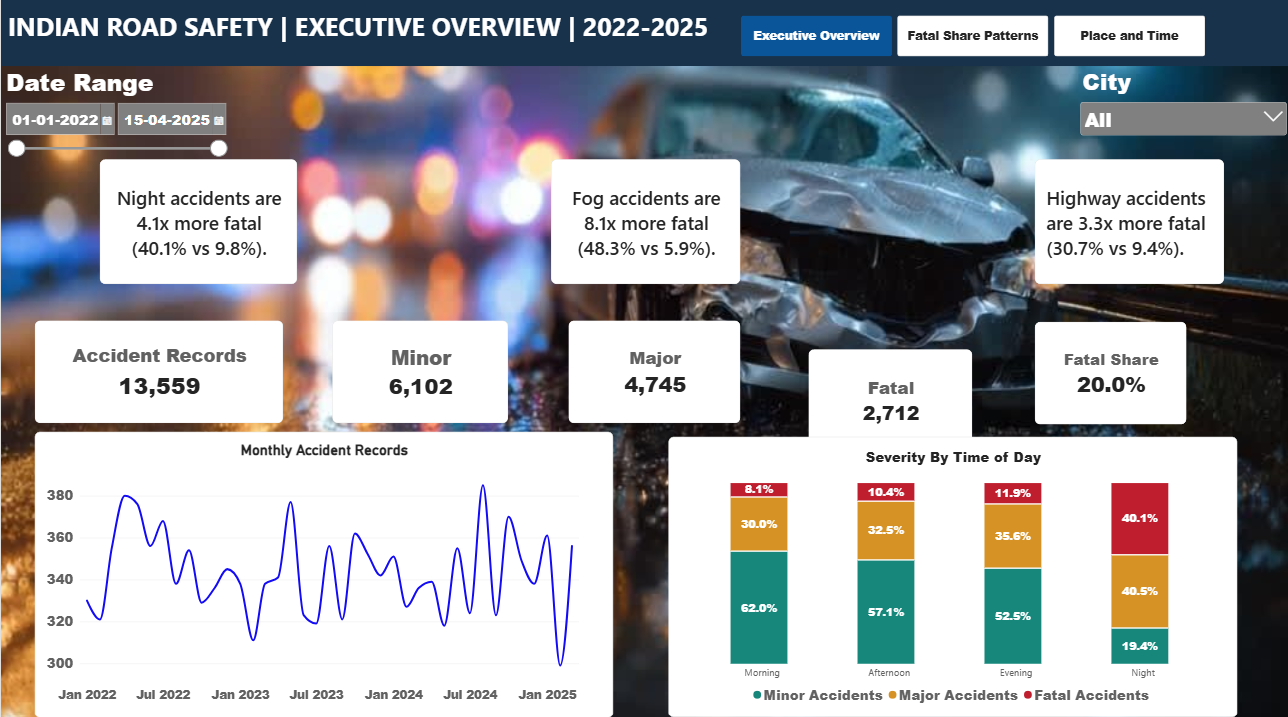 INDIAN ROAD SAFETY | EXECUTIVE OVERVIEW | 2022-2025
Executive Overview
Fatal Share Patterns
Place and Time
Date Range
01-01-2022
15-04-2025
City
All
Night accidents are
4.1x more fatal
(40.1% vs 9.8%).
Fog accidents are
8.1x more fatal
(48.3% vs 5.9%).
Highway accidents
are 3.3x more fatal
(30.7% vs 9.4%).
Accident Records
13,559
Minor
6,102
Major
4,745
Fatal
2,712
Fatal Share
20.0%
Monthly Accident Records
380
360
340
320
300
Jan 2022
Jul 2022
Jan 2023
Jul 2023
Jan 2024
Jul 2024
Jan 2025
Severity By Time of Day
8.1%
10.4%
11.9%
40.1%
30.0%
32.5%
35.6%
40.5%
62.0%
57.1%
52.5%
19.4%
Morning
Afternoon
Evening
Night
Minor Accidents
Major Accidents
Fatal Accidents